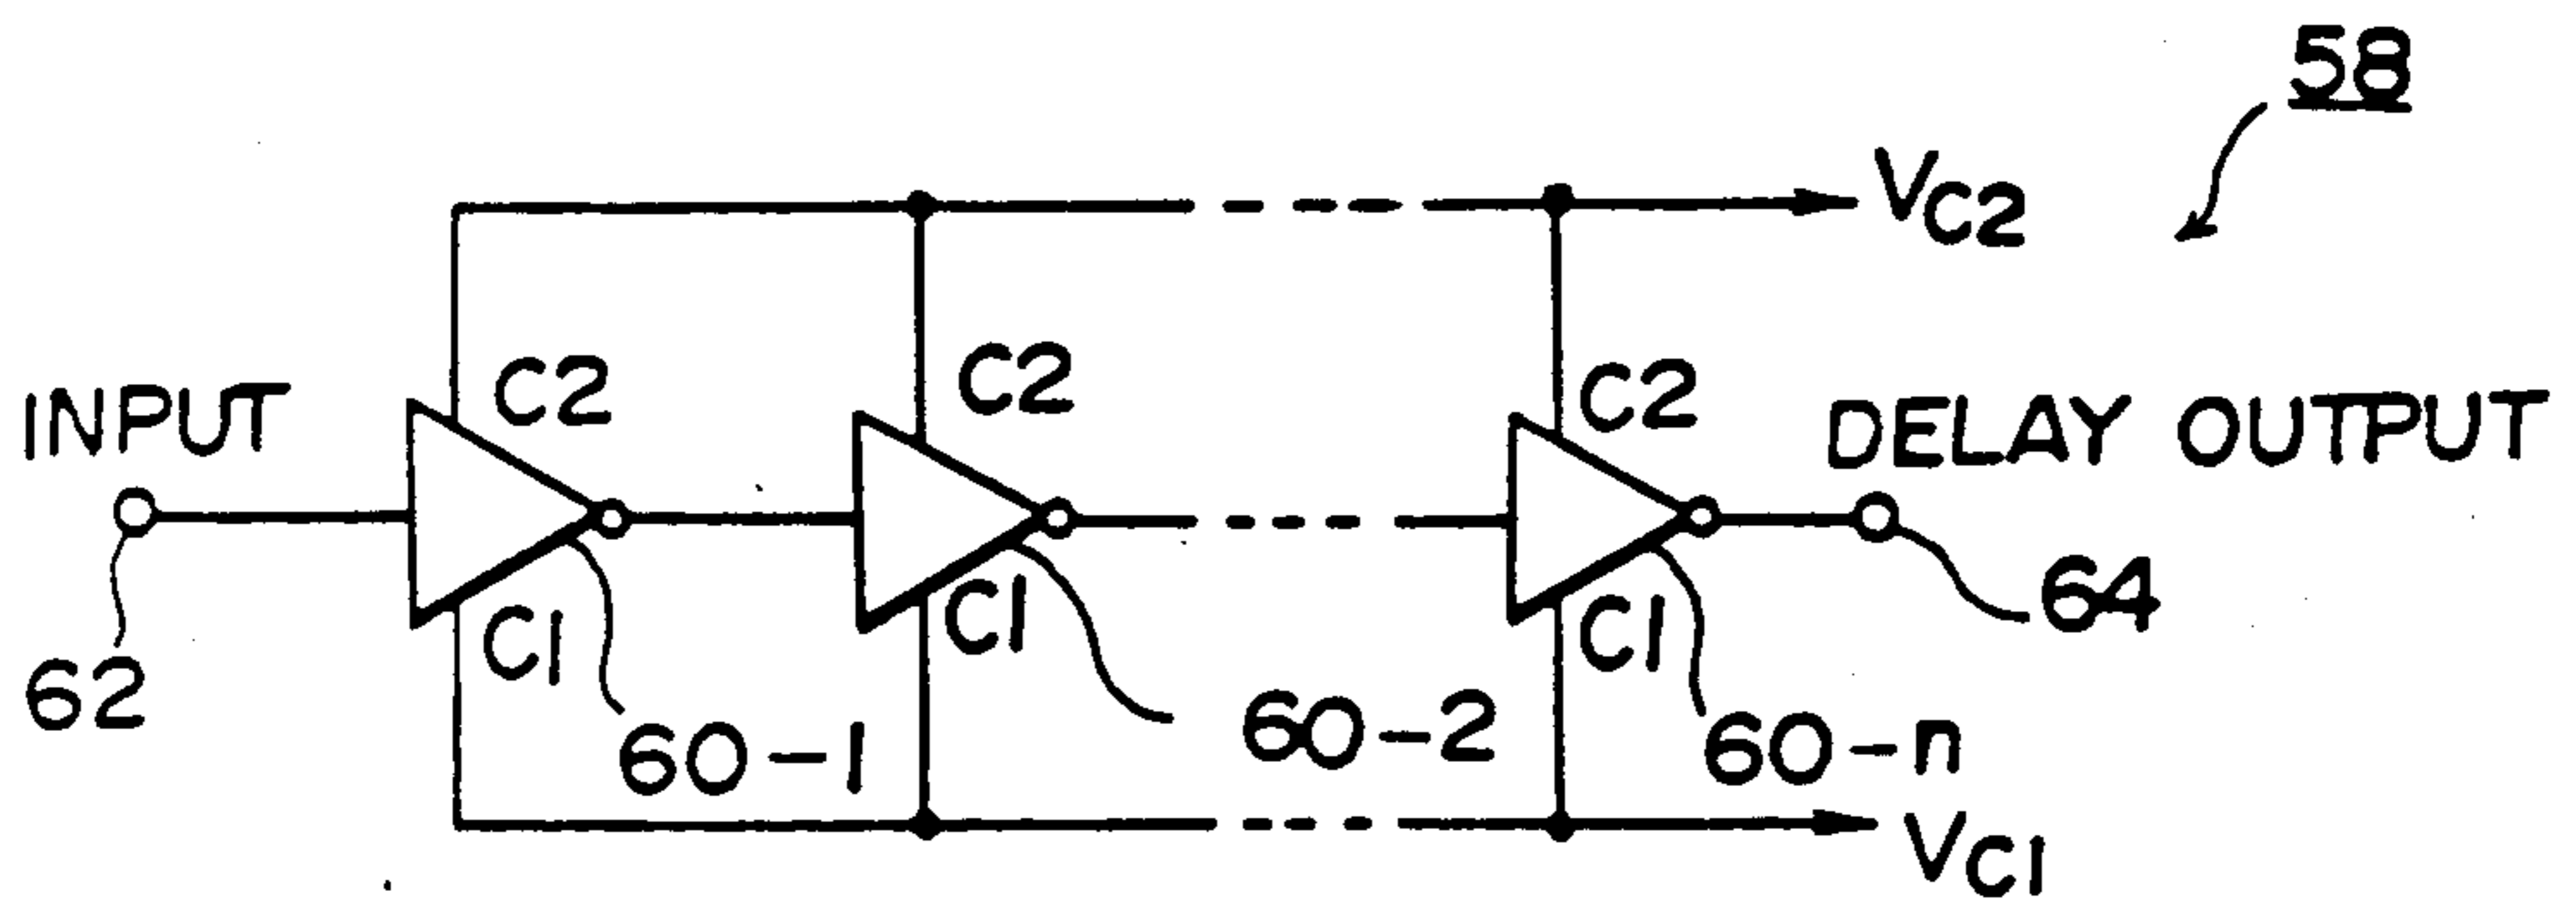 58
VC2
C2
C2
C2
INPUT
DELAY OUTPUT
62
C1
C1
C1
64
60-1
60-2
60-n
VC1